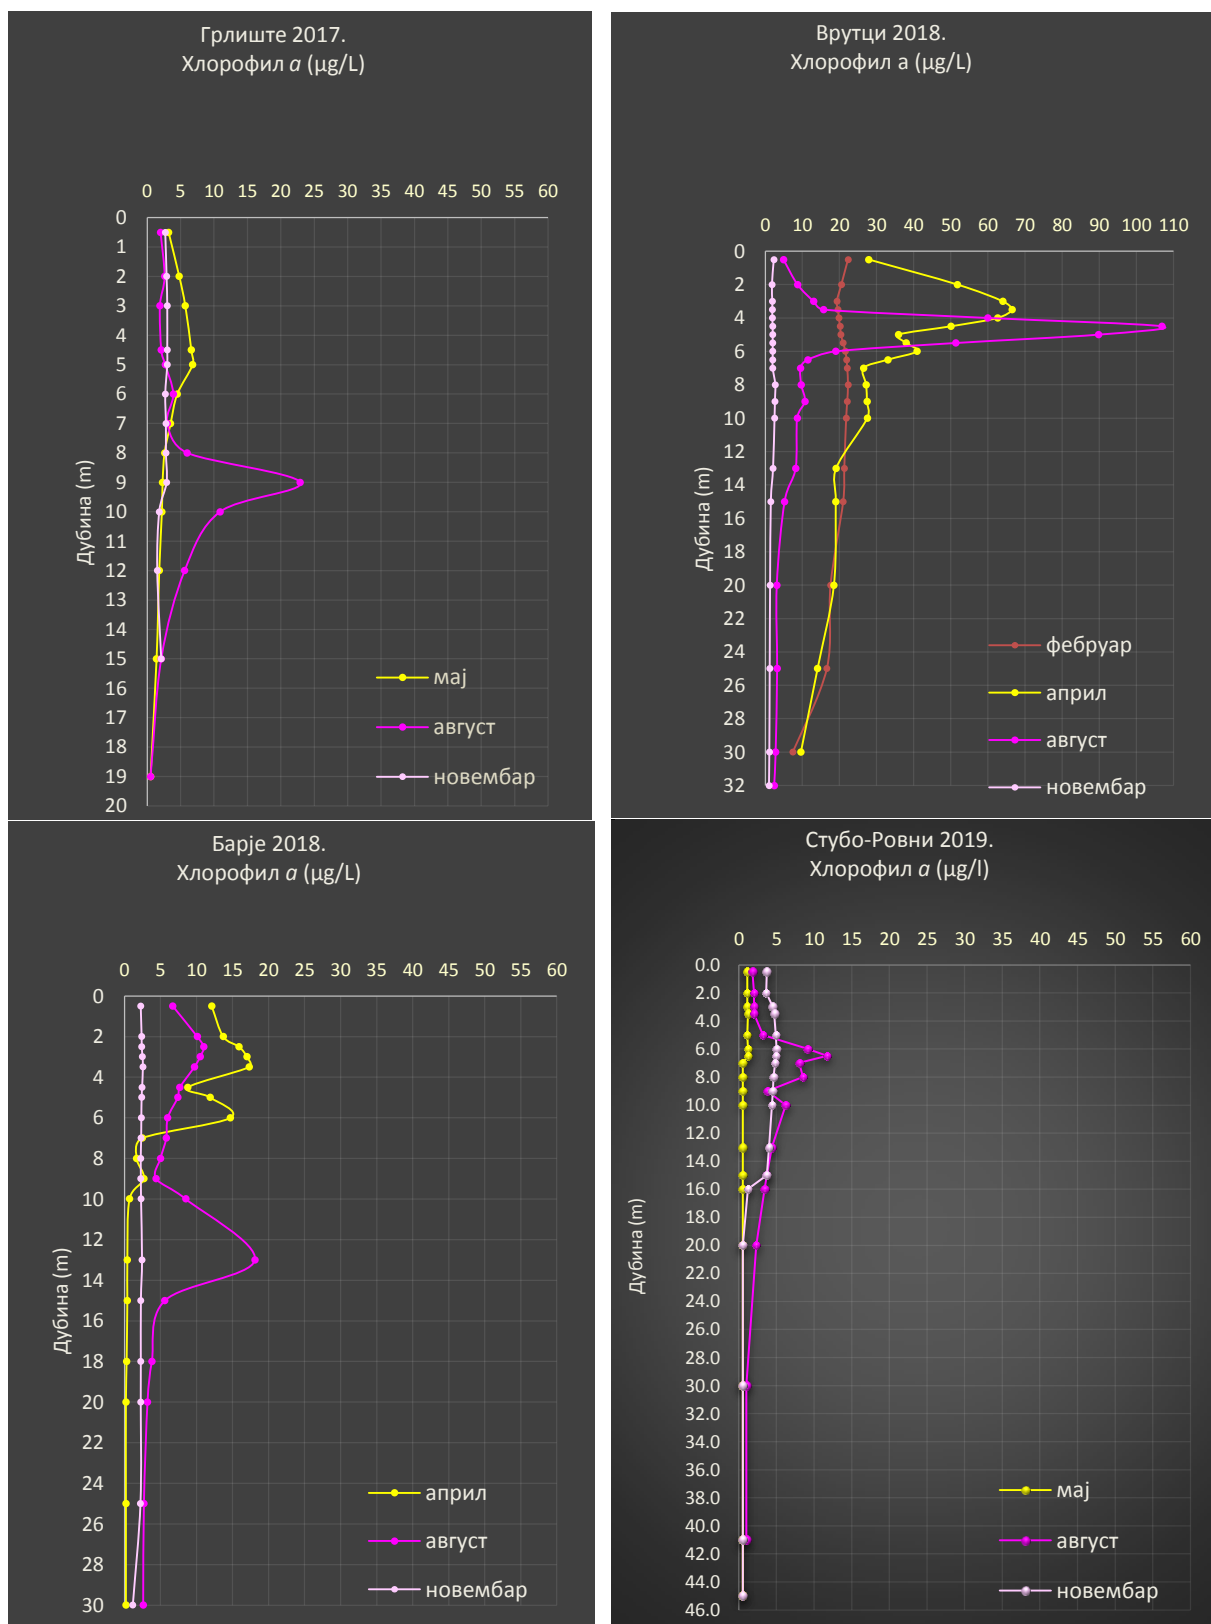 Грлиште 2017.
Хлорофил a (µg/L)
0 5 10 15 20 25 30 35 40 45 50 55 60
0
1
2
3
4
5
6
7
8
9
10
11
12
13
14
15
16
17
18
19
20
Дубина (m)
мај
август
новембар
Врутци 2018.
Хлорофил а (µg/L)
0 10 20 30 40 50 60 70 80 90 100 110
0
2
4
6
8
10
12
14
16
18
20
22
24
26
28
30
32
Дубина (m)
фебруар
април
август
новембар
Барје 2018.
Хлорофил a (µg/L)
0 5 10 15 20 25 30 35 40 45 50 55 60
0
2
4
6
8
10
12
14
16
18
20
22
24
26
28
30
Дубина (m)
април
август
новембар
Стубо-Ровни 2019.
Хлорофил a (µg/l)
0 5 10 15 20 25 30 35 40 45 50 55 60
0.0
2.0
4.0
6.0
8.0
10.0
12.0
14.0
16.0
18.0
20.0
22.0
24.0
26.0
28.0
30.0
32.0
34.0
36.0
38.0
40.0
42.0
44.0
46.0
Дубина (m)
мај
август
новембар